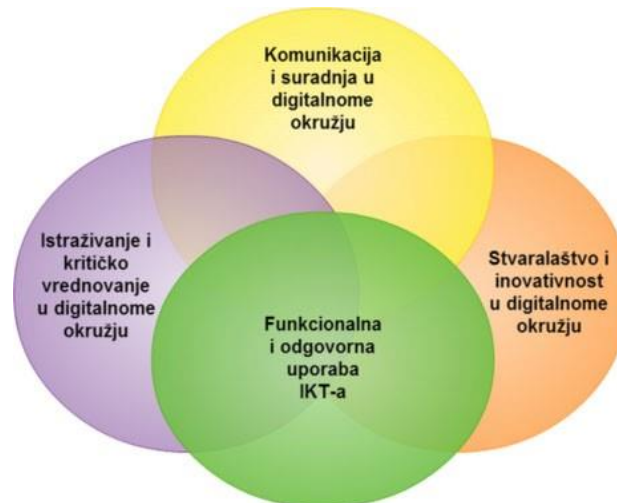 Komunikacija
i suradnja u
digitalnome
okružju
Istraživanje i
kritičko
vrednovanje
u digitalnome
okružju
Stvaralaštvo i
inovativnost
u digitalnome
okružju
Funkcionalna
i odgovorna
uporaba
IKT-a